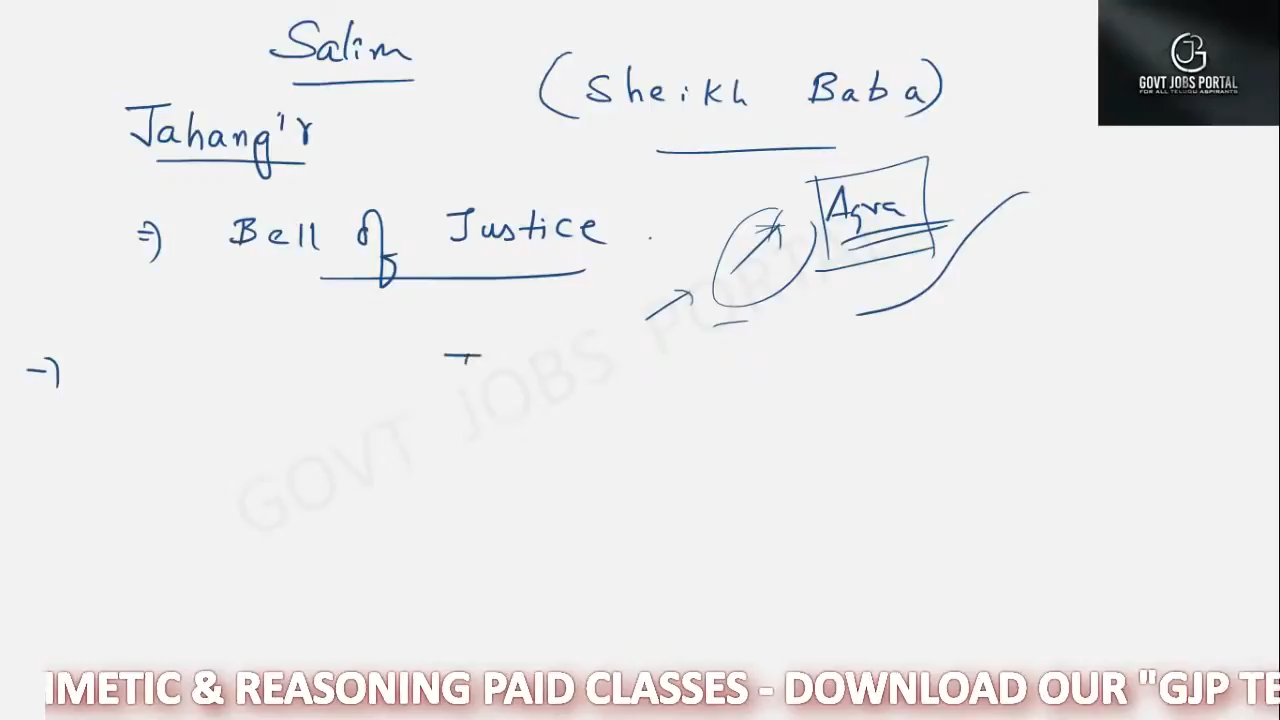 Salim
(Sheikh Baba)
Jahangir
⇒ Bell of Justice
Agra
GOVT JOBS PORTAL
FOR ALL TELUGU ASPIRANTS
GOVT JOBS PORTAL
IMETIC & REASONING PAID CLASSES - DOWNLOAD OUR "GJP TE